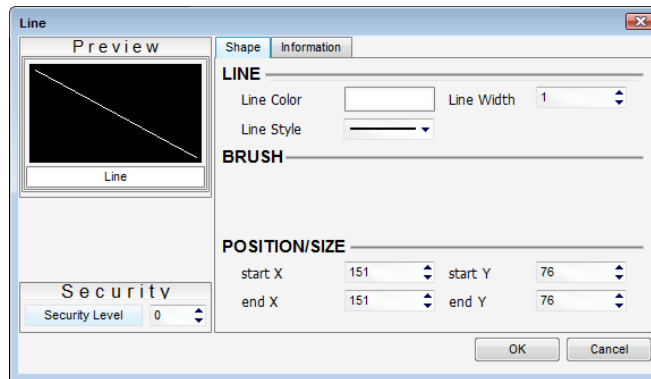 Line
Preview
Line
Security
Security Level 0
Shape Information
LINE
Line Color Line Width 1
Line Style
BRUSH
POSITION/SIZE
start X 151 start Y 76
end X 151 end Y 76
OK Cancel